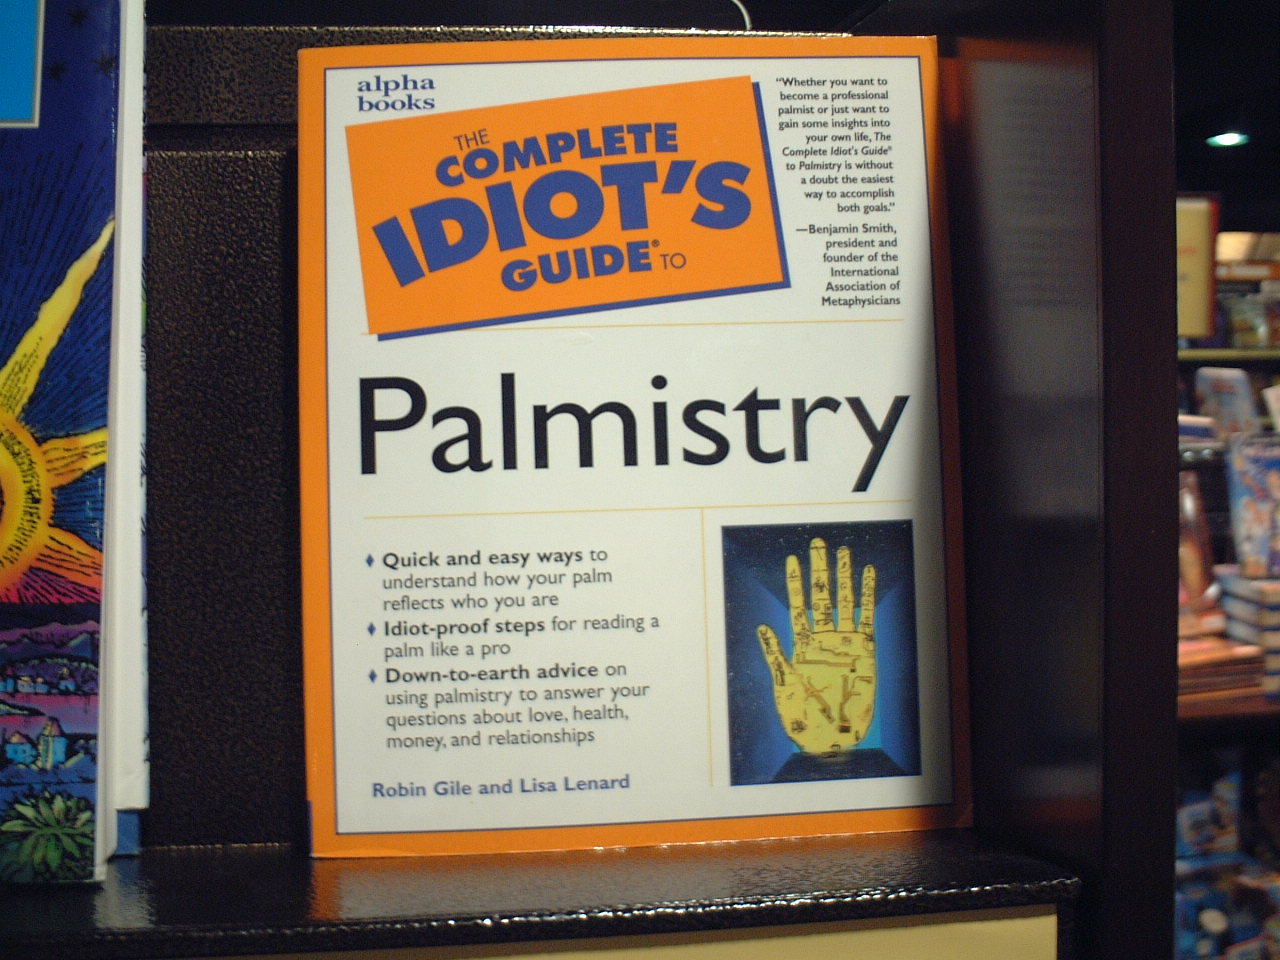 alpha
books
THE
COMPLETE
IDIOT'S
GUIDE® TO
"Whether you want to
become a professional
palmist or just want to
gain some insights into
your own life, The
Complete Idiot's Guide®
to Palmistry is without
a doubt the easiest
way to accomplish
both goals."
—Benjamin Smith,
president and
founder of the
International
Association of
Metaphysicians
Palmistry
♦ Quick and easy ways to
understand how your palm
reflects who you are
♦ Idiot-proof steps for reading a
palm like a pro
♦ Down-to-earth advice on
using palmistry to answer your
questions about love, health,
money, and relationships
Robin Gile and Lisa Lenard